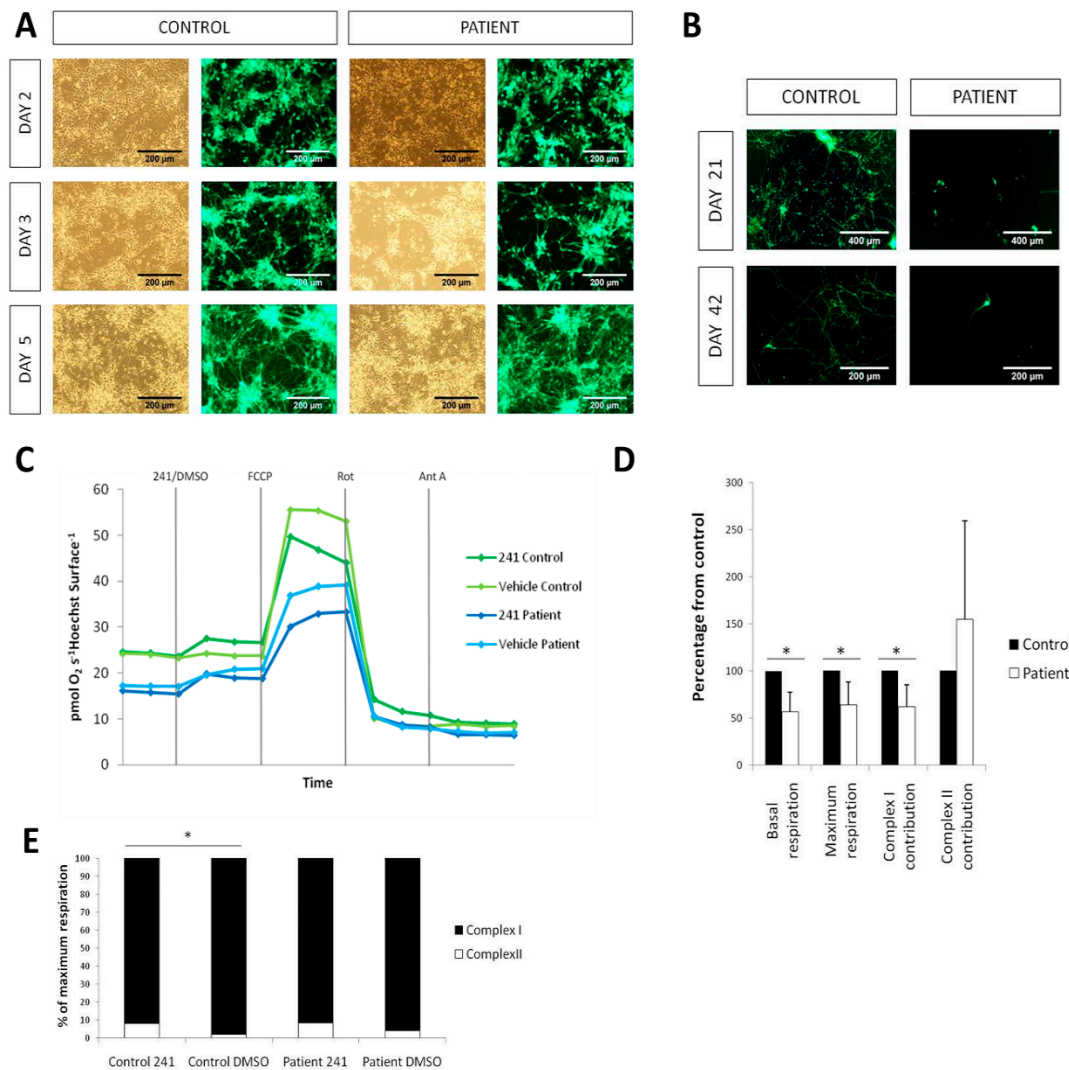 A
CONTROL
PATIENT
DAY 2
200 μm
200 μm
200 μm
200 μm
DAY 3
200 μm
200 μm
200 μm
200 μm
DAY 5
200 μm
200 μm
200 μm
200 μm
B
CONTROL
PATIENT
DAY 21
400 μm
400 μm
DAY 42
200 μm
200 μm
C
241/DMSO
FCCP
Rot
Ant A
60
50
40
30
20
10
0
pmol O₂ s⁻¹Hoechst Surface⁻¹
Time
241 Control
Vehicle Control
241 Patient
Vehicle Patient
D
300
250
200
150
100
50
0
Percentage from control
*
*
*
Contro
Patient
Basal
respiration
Maximum
respiration
Complex I
contribution
Complex II
contribution
E
*
100
90
80
70
60
50
40
30
20
10
0
% of maximum respiration
Complex I
ComplexII
Control 241
Control DMSO
Patient 241
Patient DMSO